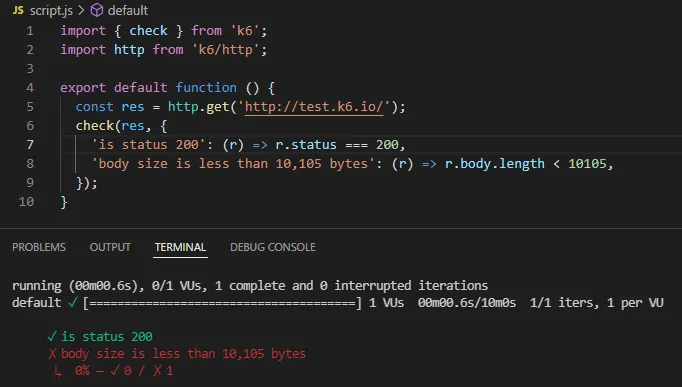 JS script.js > default
1 import { check } from 'k6';
2 import http from 'k6/http';
3
4 export default function () {
5 const res = http.get('http://test.k6.io/');
6 check(res, {
7 'is status 200': (r) => r.status === 200,
8 'body size is less than 10,105 bytes': (r) => r.body.length < 10105,
9 });
10 }
PROBLEMS OUTPUT TERMINAL DEBUG CONSOLE
running (00m00.6s), 0/1 VUs, 1 complete and 0 interrupted iterations
default ✓ [======================================] 1 VUs 00m00.6s/10m0s 1/1 iters, 1 per VU
✓ is status 200
✗ body size is less than 10,105 bytes
↳ 0% — ✓ 0 / ✗ 1